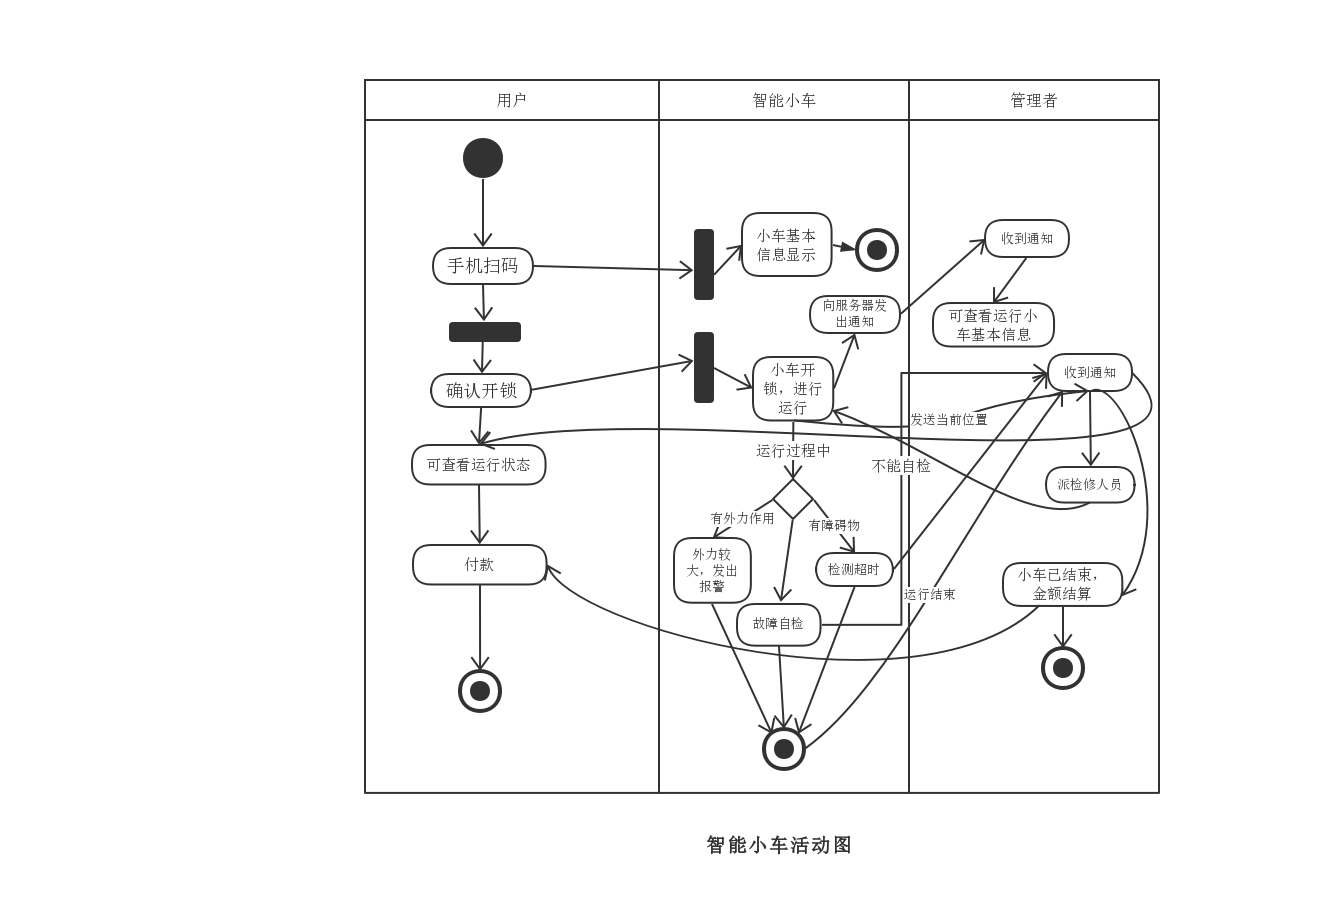 用户
智能小车
管理者
手机扫码
确认开锁
可查看运行状态
付款
小车基本
信息显示
向服务器发
出通知
小车开
锁，进行
运行
运行过程中
有外力作用
有障碍物
外力较
大，发出
报警
检测超时
故障自检
收到通知
可查看运行小
车基本信息
收到通知
发送当前位置
不能自检
派检修人员
运行结束
小车已结束，
金额结算
智能小车活动图